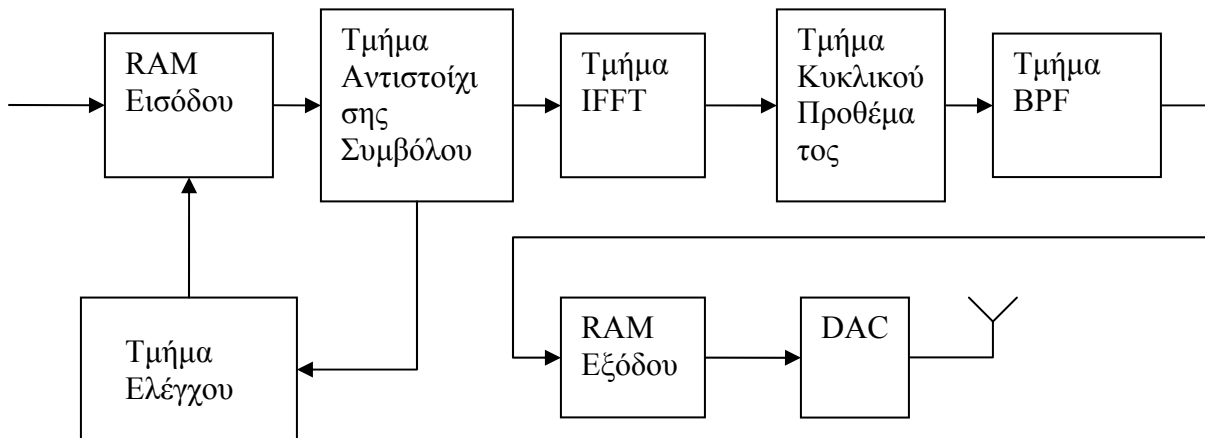 RAM
Εισόδου
Τμήμα
Αντιστοίχι
σης
Συμβόλου
Τμήμα
IFFT
Τμήμα
Κυκλικού
Προθέμα
τος
Τμήμα
BPF
Τμήμα
Ελέγχου
RAM
Εξόδου
DAC